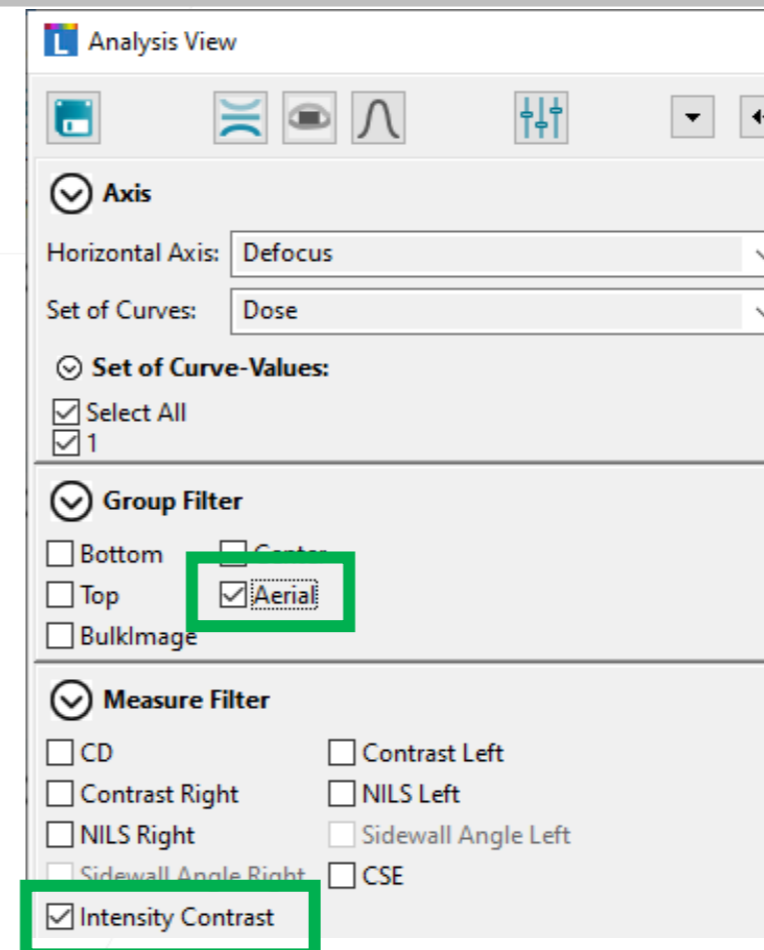 L Analysis View
Axis
Horizontal Axis: Defocus
Set of Curves: Dose
Set of Curve-Values:
Select All
1
Group Filter
Bottom Center
Top Aerial
BulkImage
Measure Filter
CD Contrast Left
Contrast Right NILS Left
NILS Right Sidewall Angle Left
Sidewall Angle Right CSE
Intensity Contrast